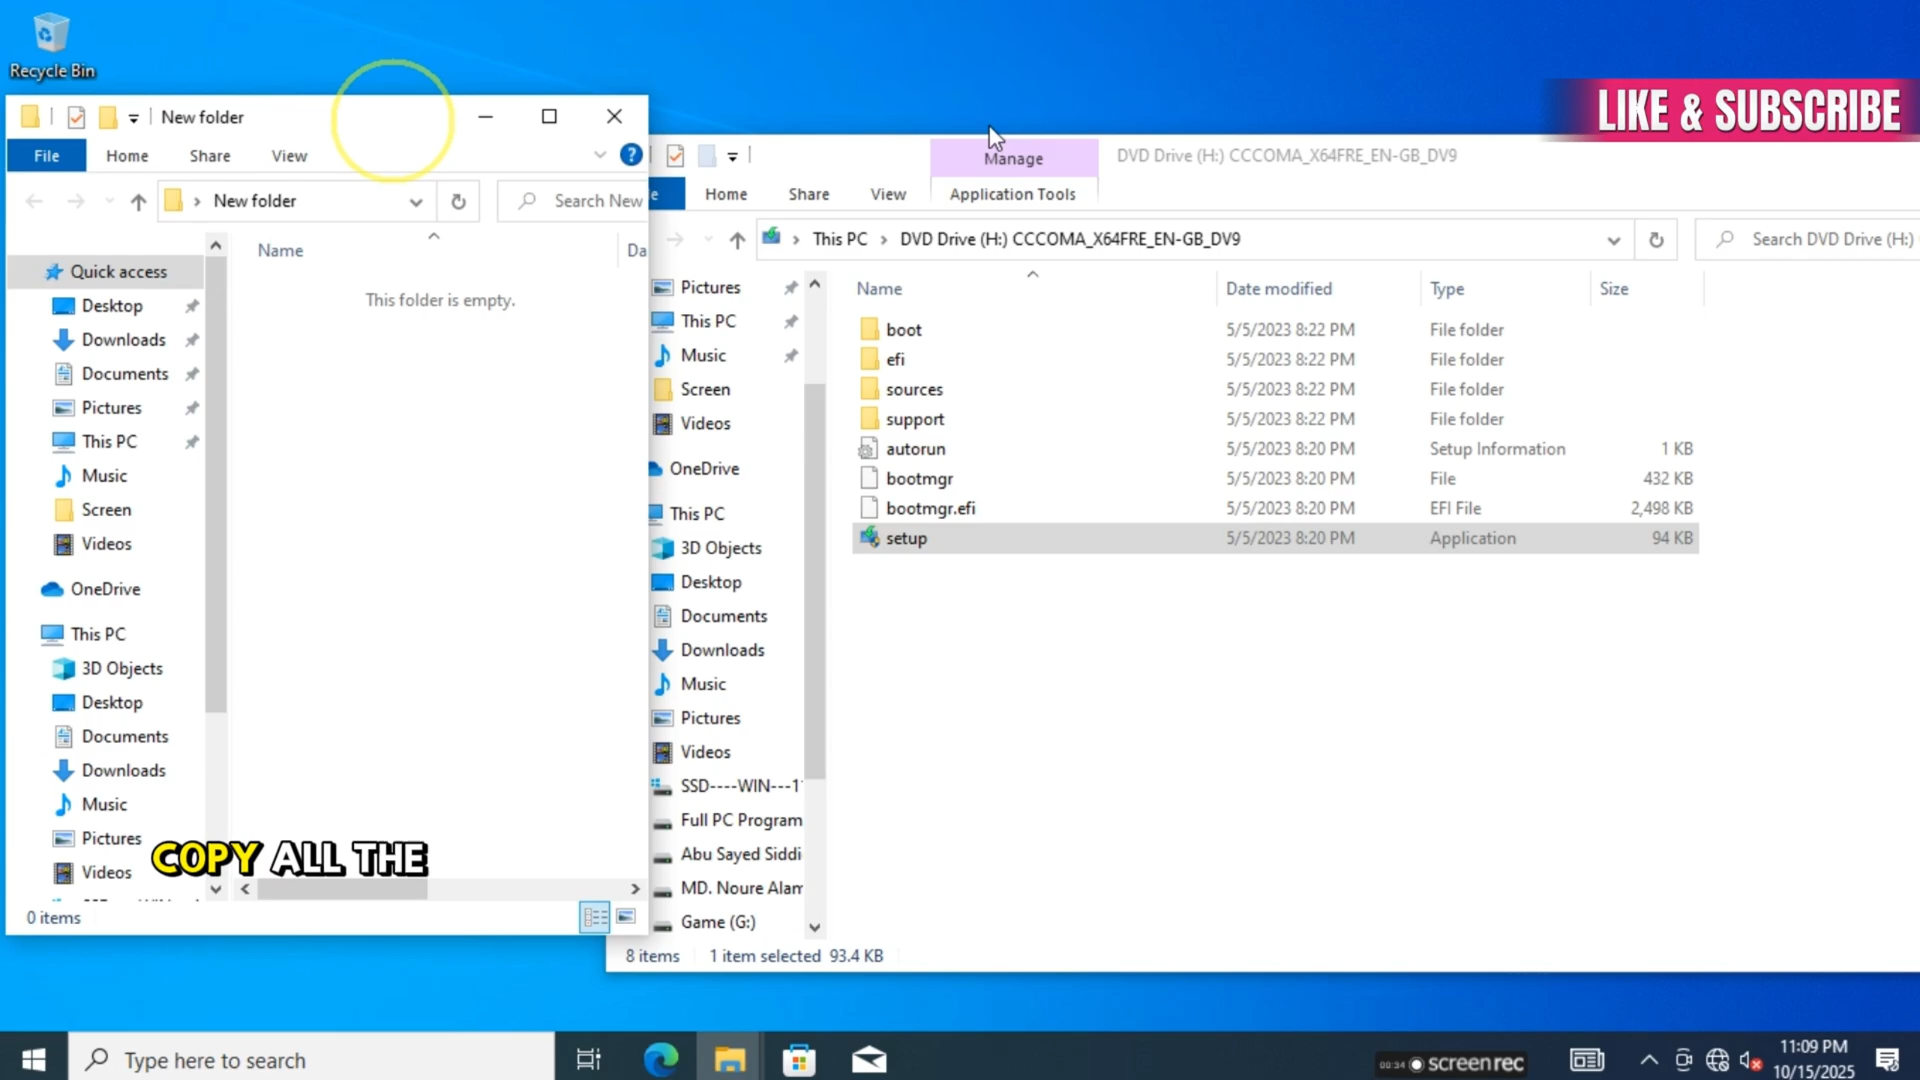 Recycle Bin
LIKE & SUBSCRIBE
New folder
File Home Share View
New folder
Search New
Name Da
This folder is empty.
Quick access
Desktop
Downloads
Documents
Pictures
This PC
Music
Screen
Videos
OneDrive
This PC
3D Objects
Desktop
Documents
Downloads
Music
Pictures
Videos
COPY ALL THE
0 items
Manage
DVD Drive (H:) CCCOMA_X64FRE_EN-GB_DV9
e Home Share View Application Tools
This PC DVD Drive (H:) CCCOMA_X64FRE_EN-GB_DV9
Search DVD Drive (H:)
Pictures
This PC
Music
Screen
Videos
OneDrive
This PC
3D Objects
Desktop
Documents
Downloads
Music
Pictures
Videos
SSD----WIN---1
Full PC Program
Abu Sayed Siddi
MD. Noure Alam
Game (G:)
Name Date modified Type Size
boot 5/5/2023 8:22 PM File folder
efi 5/5/2023 8:22 PM File folder
sources 5/5/2023 8:22 PM File folder
support 5/5/2023 8:22 PM File folder
autorun 5/5/2023 8:20 PM Setup Information 1 KB
bootmgr 5/5/2023 8:20 PM File 432 KB
bootmgr.efi 5/5/2023 8:20 PM EFI File 2,498 KB
setup 5/5/2023 8:20 PM Application 94 KB
8 items 1 item selected 93.4 KB
Type here to search
00:34 screenrec
11:09 PM
10/15/2025